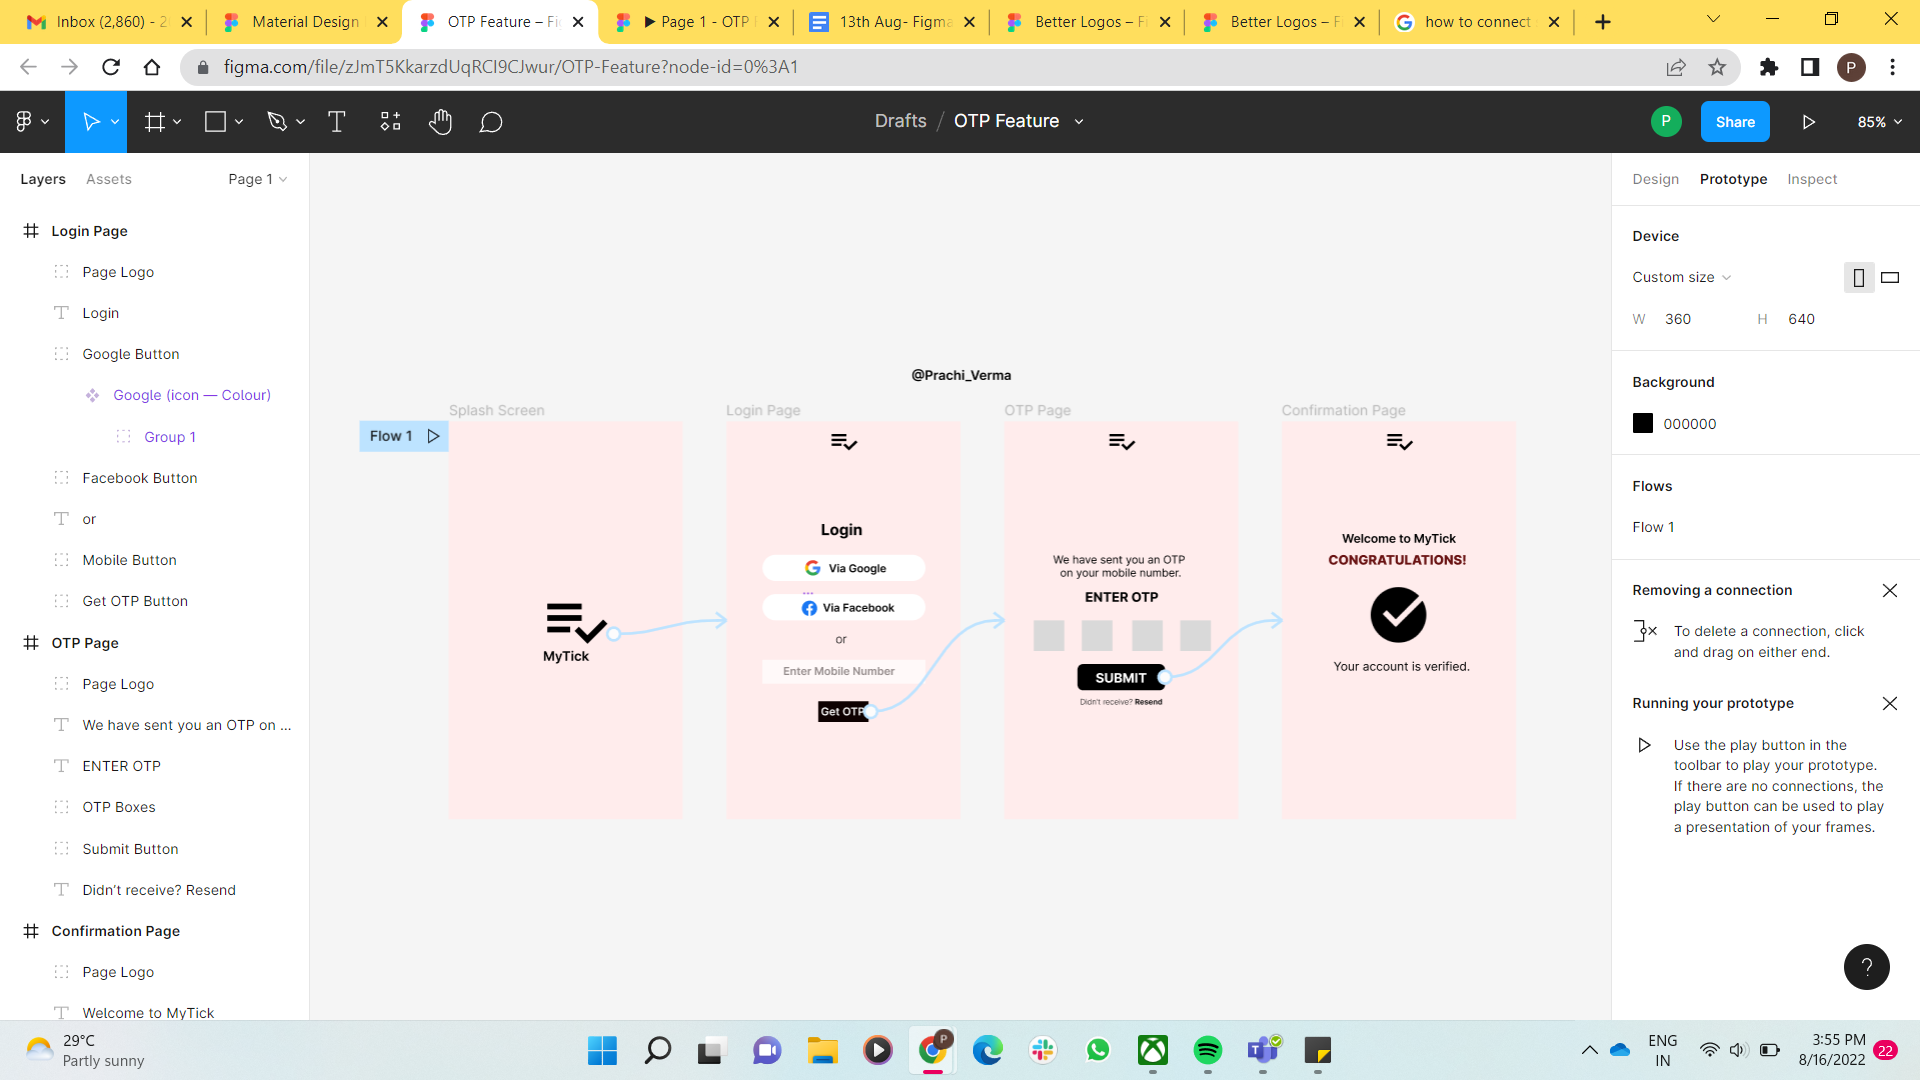 Inbox (2,860) - 2
Material Design
OTP Feature – Fi
Page 1 - OTP
13th Aug- Figma
Better Logos – F
Better Logos – F
how to connect
figma.com/file/zJmT5KkarzdUqRCI9CJwur/OTP-Feature?node-id=0%3A1
P
Drafts / OTP Feature
P
Share
85%
Layers
Assets
Page 1
Design
Prototype
Inspect
Login Page
Page Logo
Login
Google Button
Google (icon — Colour)
Group 1
Facebook Button
or
Mobile Button
Get OTP Button
OTP Page
Page Logo
We have sent you an OTP on ...
ENTER OTP
OTP Boxes
Submit Button
Didn't receive? Resend
Confirmation Page
Page Logo
Welcome to MyTick
@Prachi_Verma
Flow 1
Splash Screen
MyTick
Login Page
Login
Via Google
Via Facebook
or
Enter Mobile Number
Get OTP
OTP Page
We have sent you an OTP
on your mobile number.
ENTER OTP
SUBMIT
Didn't receive? Resend
Confirmation Page
Welcome to MyTick
CONGRATULATIONS!
Your account is verified.
Device
Custom size
W 360 H 640
Background
000000
Flows
Flow 1
Removing a connection
To delete a connection, click
and drag on either end.
Running your prototype
Use the play button in the
toolbar to play your prototype.
If there are no connections, the
play button can be used to play
a presentation of your frames.
?
29°C
Partly sunny
P
ENG
IN
3:55 PM
8/16/2022
22